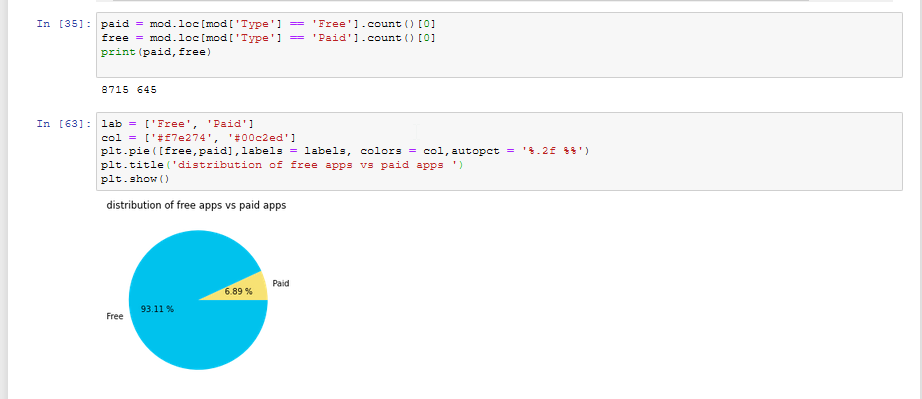 In [35]: paid = mod.loc[mod['Type'] == 'Free'].count()[0]
free = mod.loc[mod['Type'] == 'Paid'].count()[0]
print(paid,free)
8715 645
In [63]: lab = ['Free', 'Paid']
col = ['#f7e274', '#00c2ed']
plt.pie([free,paid],labels = labels, colors = col,autopct = '%.2f %%')
plt.title('distribution of free apps vs paid apps ')
plt.show()
distribution of free apps vs paid apps
Paid
6.89 %
93.11 %
Free